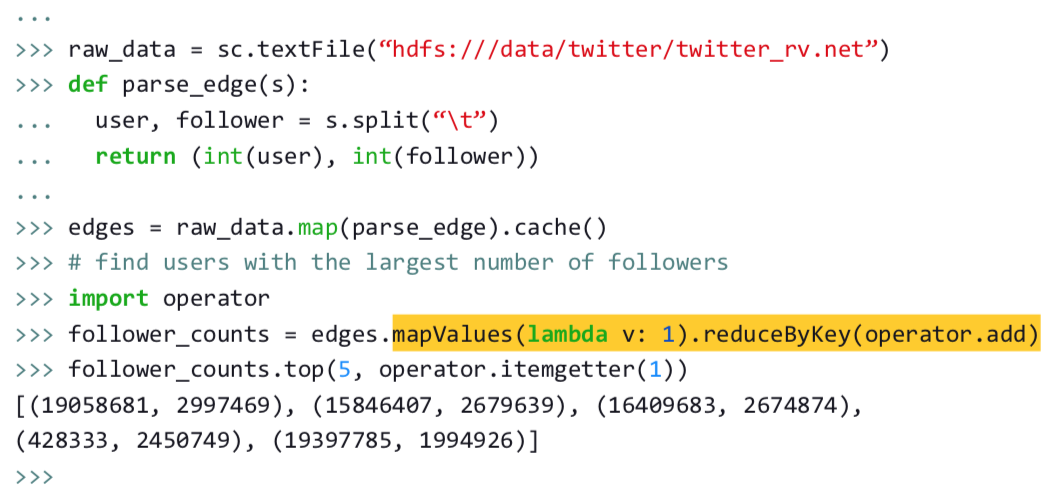 ...
>>> raw_data = sc.textFile(“hdfs:///data/twitter/twitter_rv.net”)
>>> def parse_edge(s):
...   user, follower = s.split(“\t”)
...   return (int(user), int(follower))
...
>>> edges = raw_data.map(parse_edge).cache()
>>> # find users with the largest number of followers
>>> import operator
>>> follower_counts = edges.mapValues(lambda v: 1).reduceByKey(operator.add)
>>> follower_counts.top(5, operator.itemgetter(1))
[(19058681, 2997469), (15846407, 2679639), (16409683, 2674874),
(428333, 2450749), (19397785, 1994926)]
>>>